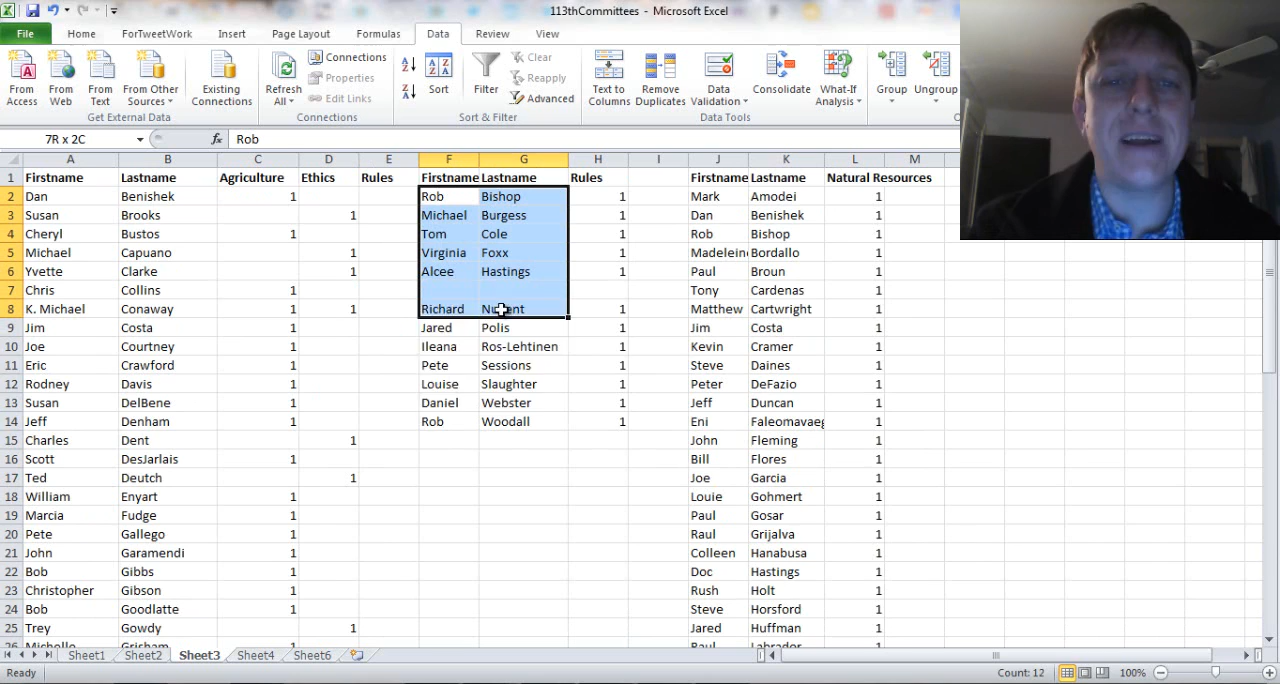 113thCommittees - Microsoft Excel
File Home ForTweetWork Insert Page Layout Formulas Data Review View
From Access From Web From Text From Other Sources Existing Connections Refresh All Connections Properties Edit Links Sort Filter Clear Reapply Advanced Text to Columns Remove Duplicates Data Validation Consolidate What-If Analysis Group Ungroup
Get External Data Connections Sort & Filter Data Tools
7R x 2C fx Rob
A B C D E F G H I J K L M
1 Firstname Lastname Agriculture Ethics Rules Firstname Lastname Rules Firstname Lastname Natural Resources
2 Dan Benishek 1 Rob Bishop 1 Mark Amodei 1
3 Susan Brooks 1 Michael Burgess 1 Dan Benishek 1
4 Cheryl Bustos 1 Tom Cole 1 Rob Bishop 1
5 Michael Capuano 1 Virginia Foxx 1 Madelein Bordallo 1
6 Yvette Clarke 1 Alcee Hastings 1 Paul Broun 1
7 Chris Collins 1 Tony Cardenas 1
8 K. Michael Conaway 1 1 Richard 1 Matthew Cartwright 1
9 Jim Costa 1 Jared Polis 1 Jim Costa 1
10 Joe Courtney 1 Ileana Ros-Lehtinen 1 Kevin Cramer 1
11 Eric Crawford 1 Pete Sessions 1 Steve Daines 1
12 Rodney Davis 1 Louise Slaughter 1 Peter DeFazio 1
13 Susan DelBene 1 Daniel Webster 1 Jeff Duncan 1
14 Jeff Denham 1 Rob Woodall 1 Eni Faleomavaeg 1
15 Charles Dent 1 John Fleming 1
16 Scott DesJarlais 1 Bill Flores 1
17 Ted Deutch 1 Joe Garcia 1
18 William Enyart 1 Louie Gohmert 1
19 Marcia Fudge 1 Paul Gosar 1
20 Pete Gallego 1 Raul Grijalva 1
21 John Garamendi 1 Colleen Hanabusa 1
22 Bob Gibbs 1 Doc Hastings 1
23 Christopher Gibson 1 Rush Holt 1
24 Bob Goodlatte 1 Steve Horsford 1
25 Trey Gowdy 1 Jared Huffman 1
Sheet1 Sheet2 Sheet3 Sheet4 Sheet6
Ready Count: 12 100%